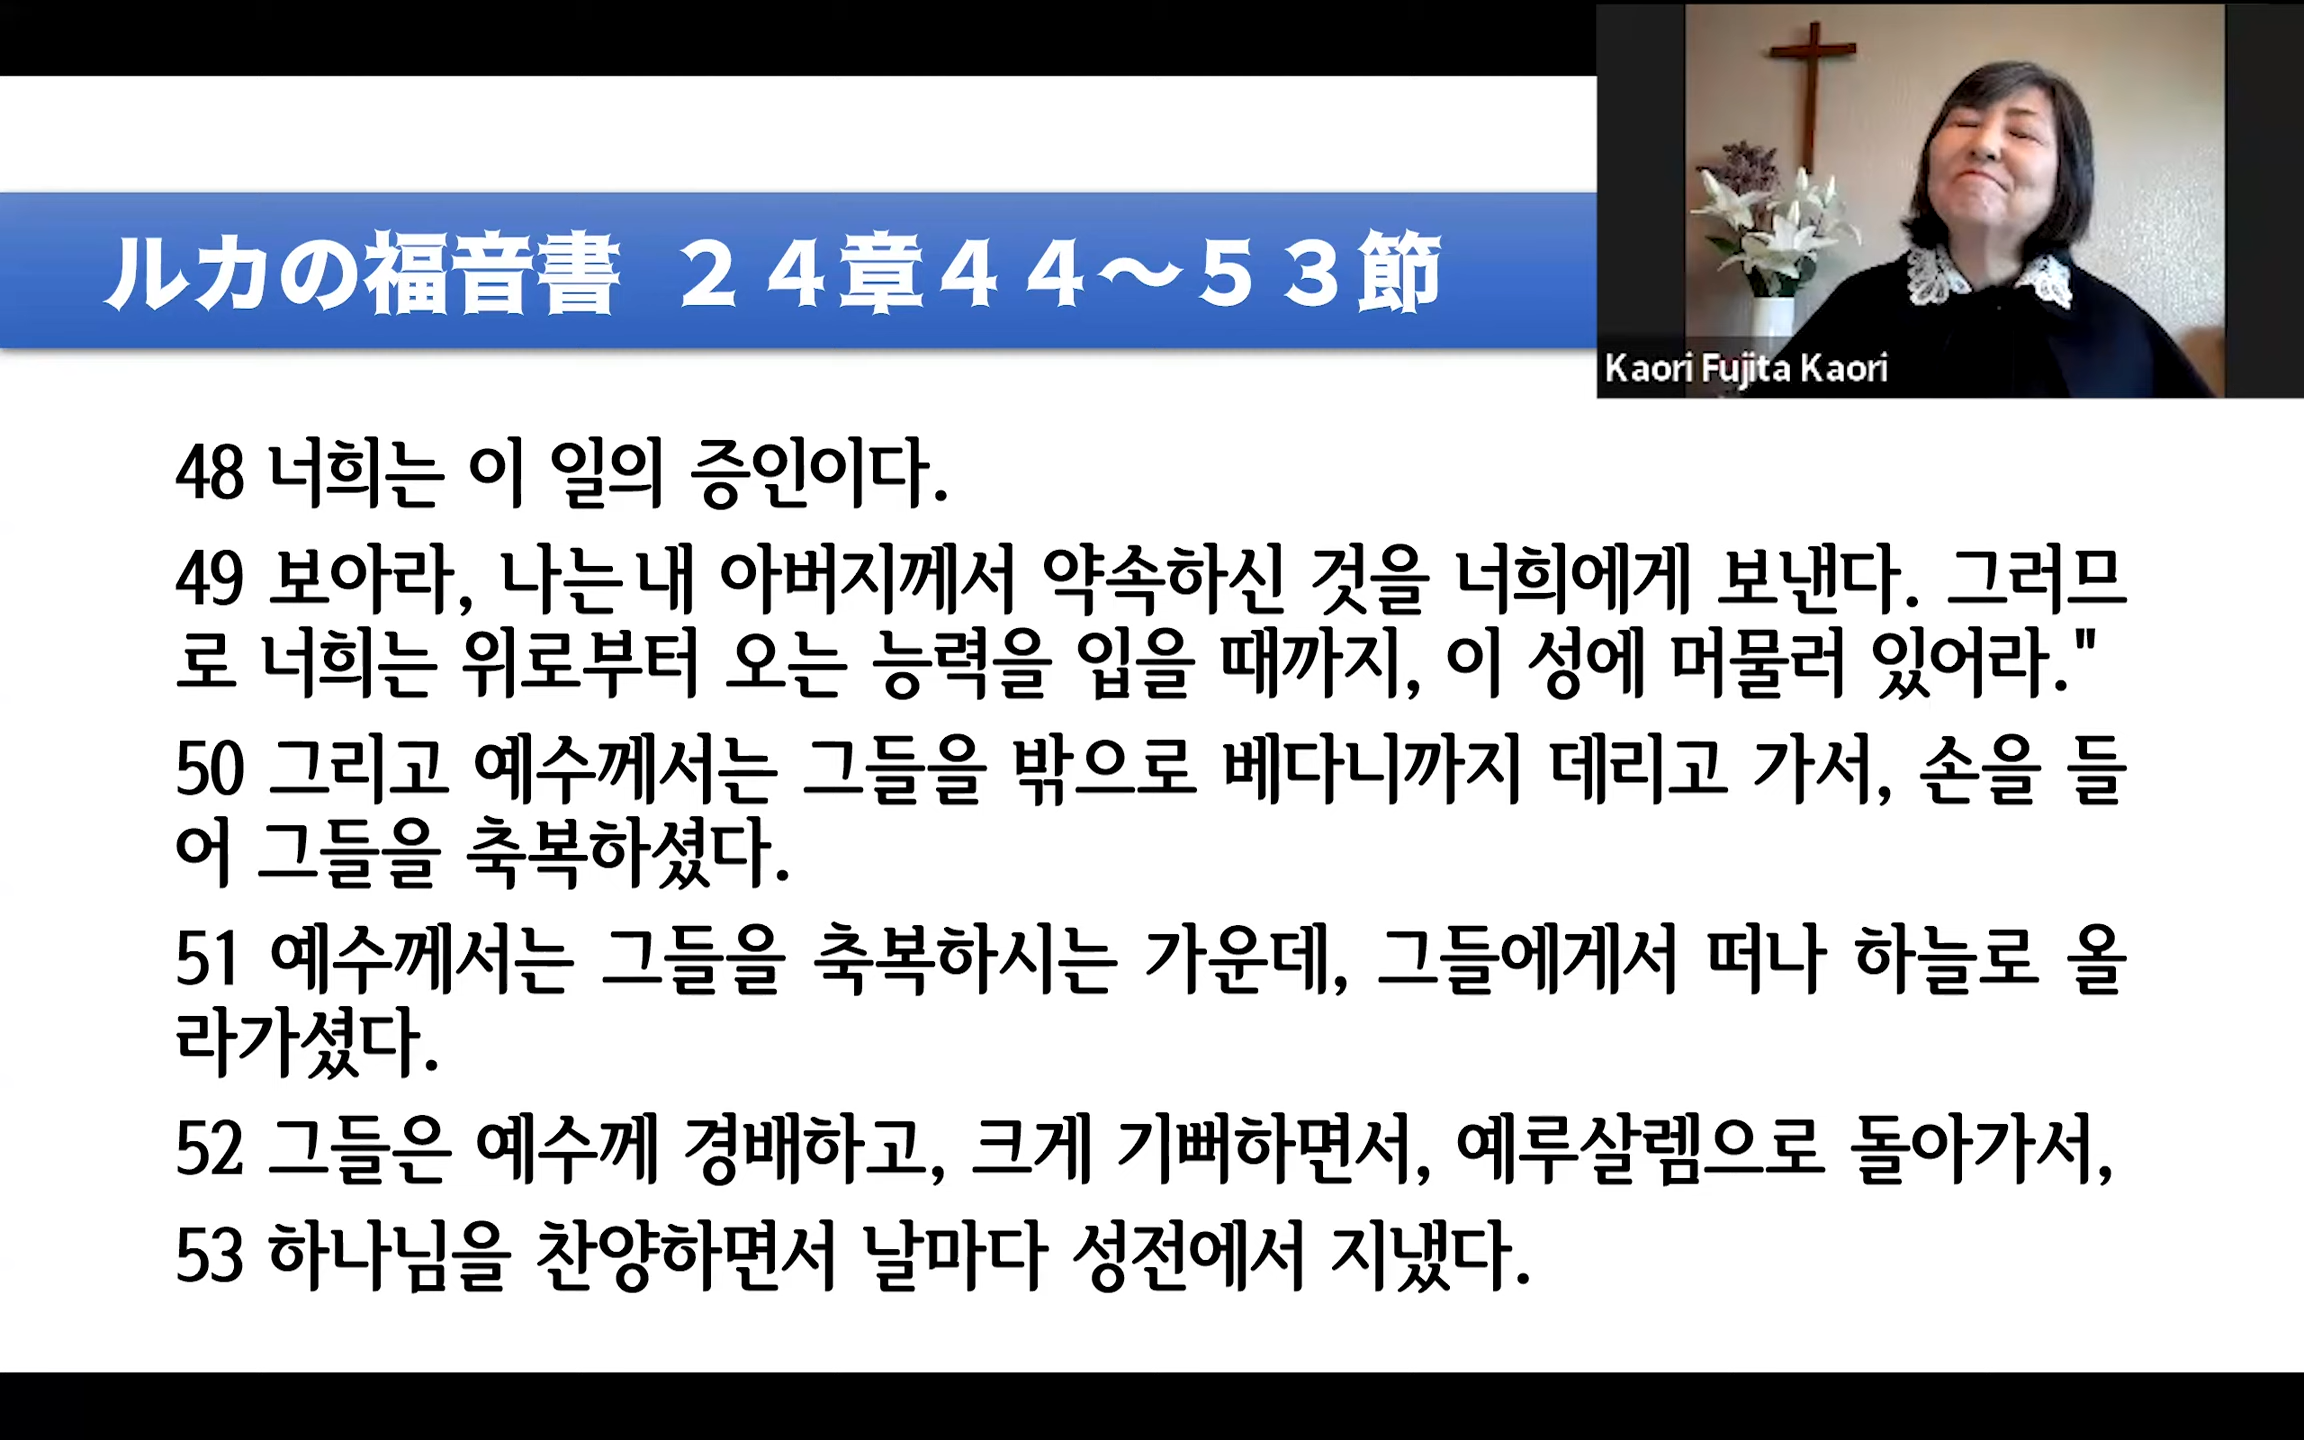 ルカの福音書 ２４章４４～５３節
Kaori Fujita Kaori
48 너희는 이 일의 증인이다.
49 보아라, 나는 내 아버지께서 약속하신 것을 너희에게 보낸다. 그러므
로 너희는 위로부터 오는 능력을 입을 때까지, 이 성에 머물러 있어라."
50 그리고 예수께서는 그들을 밖으로 베다니까지 데리고 가서, 손을 들
어 그들을 축복하셨다.
51 예수께서는 그들을 축복하시는 가운데, 그들에게서 떠나 하늘로 올
라가셨다.
52 그들은 예수께 경배하고, 크게 기뻐하면서, 예루살렘으로 돌아가서,
53 하나님을 찬양하면서 날마다 성전에서 지냈다.